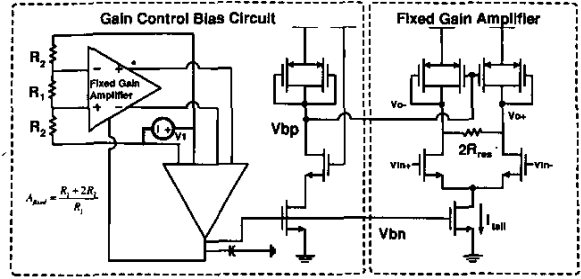 Gain Control Bias Circuit
Fixed Gain Amplifier
R2
R1
R2
Fixed Gain
Amplifier
V1
Vbp
Vo-
Vo+
2Rres
Vin+
Vin-
Afixed = R1 + 2R2 / R1
Vbn
Itail